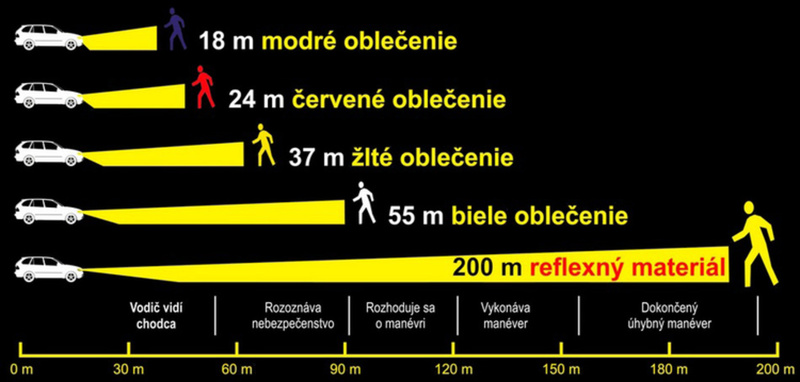 18 m modré oblečenie
24 m červené oblečenie
37 m žlté oblečenie
55 m biele oblečenie
200 m reflexný materiál
Vodič vidí
chodca
Rozoznáva
nebezpečenstvo
Rozhoduje sa
o manévri
Vykonáva
manéver
Dokončený
úhybný manéver
0 m 30 m 60 m 90 m 120 m 150 m 180 m 200 m